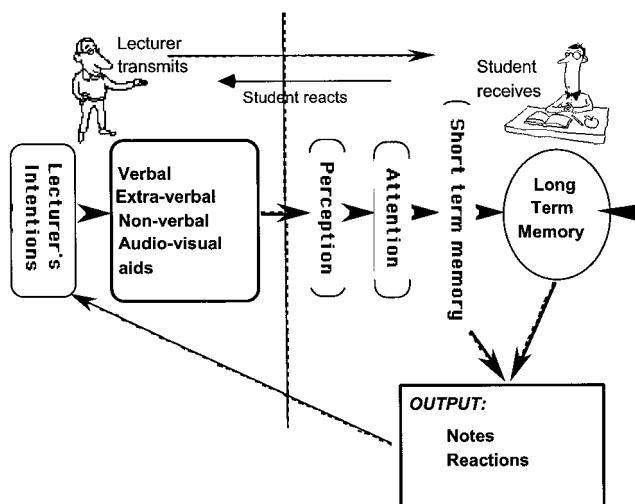 Lecturer
transmits
Student reacts
Student
receives
Lecturer's
Intentions
Verbal
Extra-verbal
Non-verbal
Audio-visual
aids
Perception
Attention
Short term memory
Long
Term
Memory
OUTPUT:
Notes
Reactions